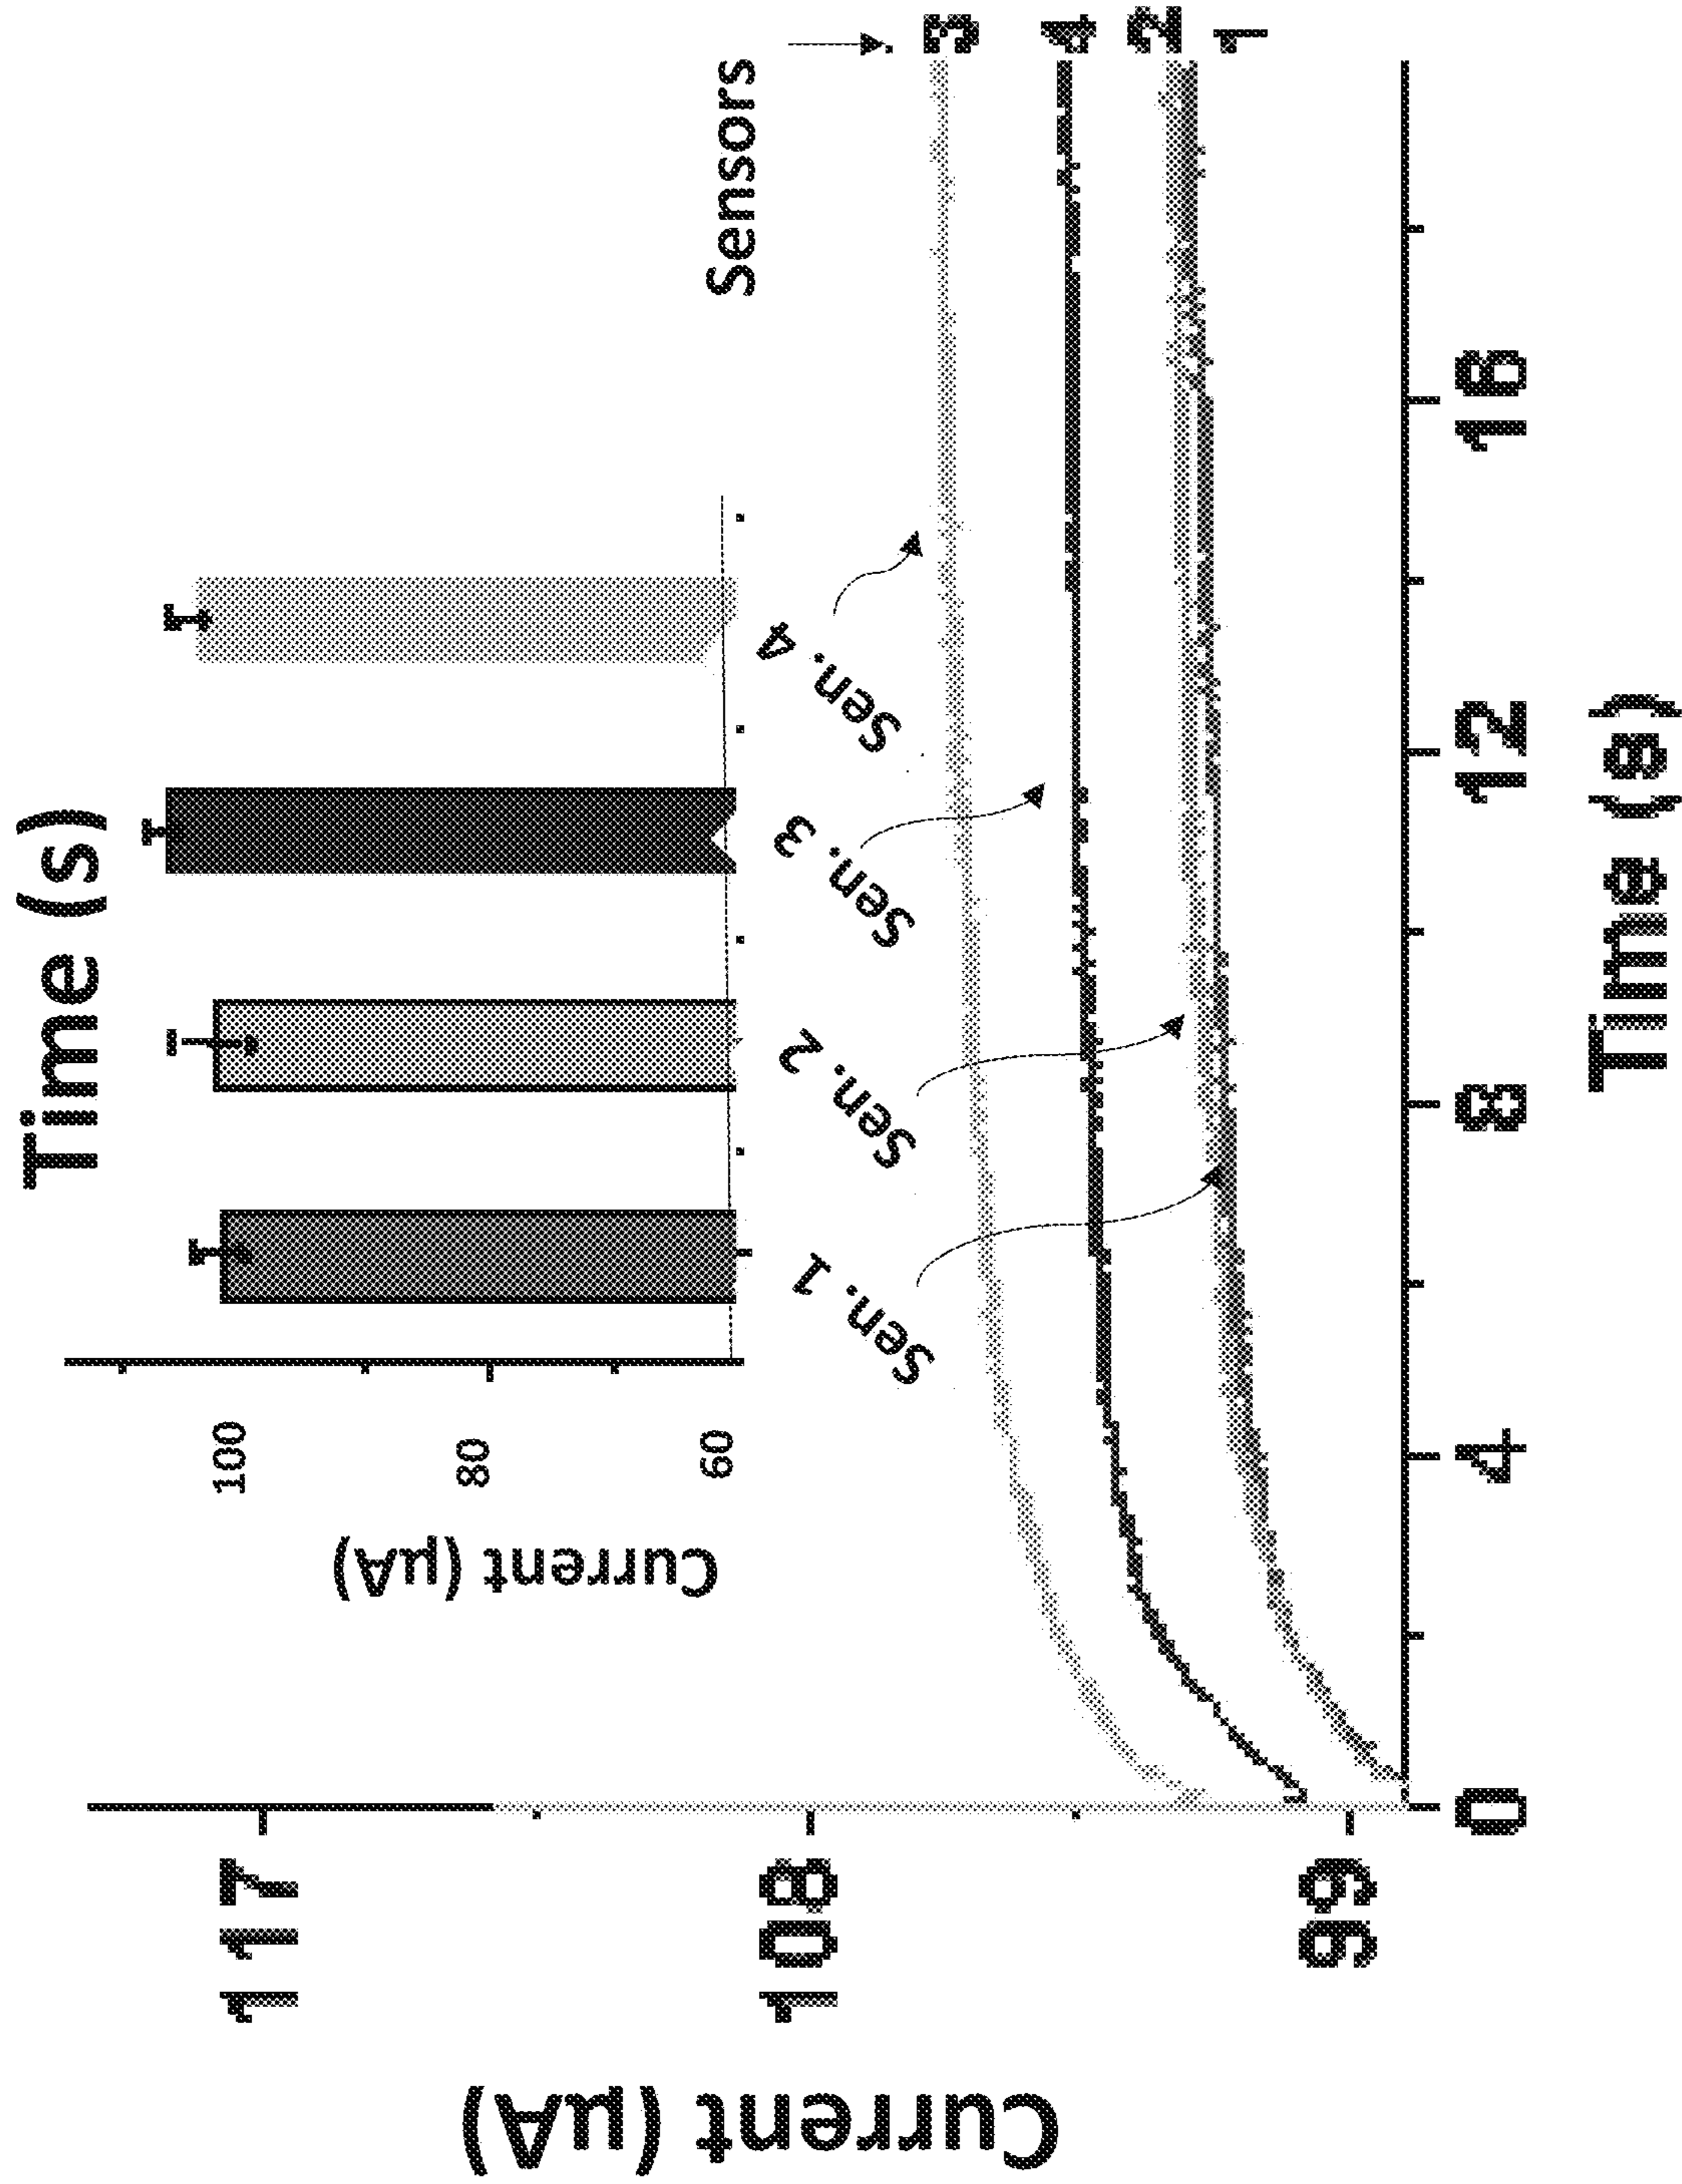 Time (s)
Current (µA)
100
80
60
Sen. 1
Sen. 2
Sen. 3
Sen. 4
Sensors
3
4
2
1
Current (µA)
117
108
99
0
4
8
12
16
Time (s)